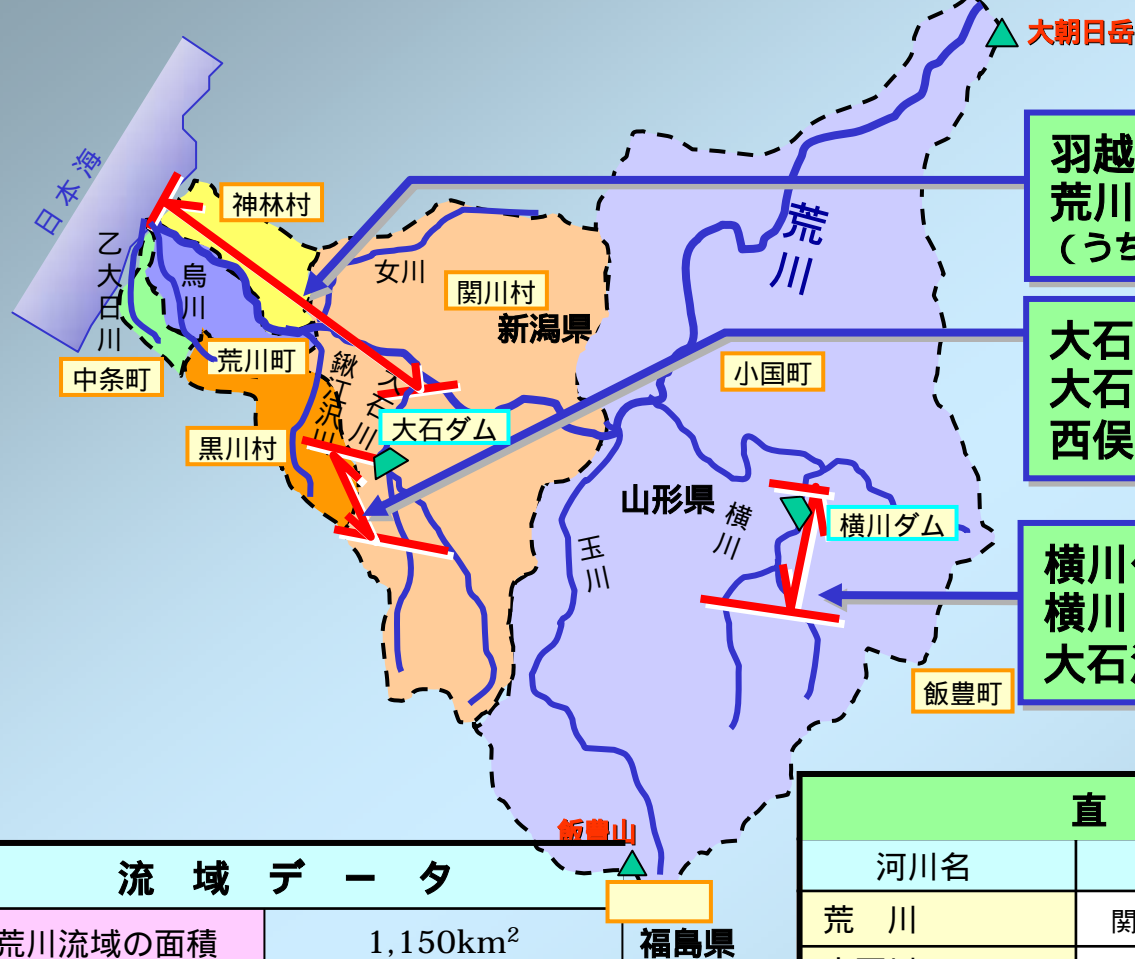 大朝日岳
日本海
神林村
羽越
荒川
（うち
荒川
乙大日川
烏川
女川
関川村
新潟県
荒川町
中条町
鍬江沢川
大石川
小国町
大石
大石
西俣
大石ダム
黒川村
山形県
横川
横川ダム
玉川
横川
大石
飯豊町
飯豊山
直
河川名
荒 川
関
流 域 デ ー タ
荒川流域の面積
1,150km²
福島県